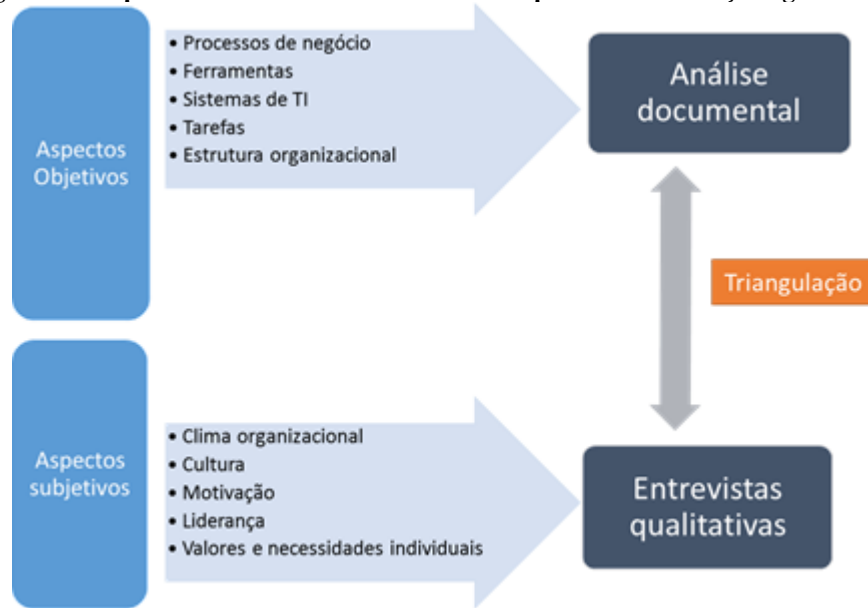 Aspectos
Objetivos
• Processos de negócio
• Ferramentas
• Sistemas de TI
• Tarefas
• Estrutura organizacional
Análise
documental
Triangulação
Aspectos
subjetivos
• Clima organizacional
• Cultura
• Motivação
• Liderança
• Valores e necessidades individuais
Entrevistas
qualitativas